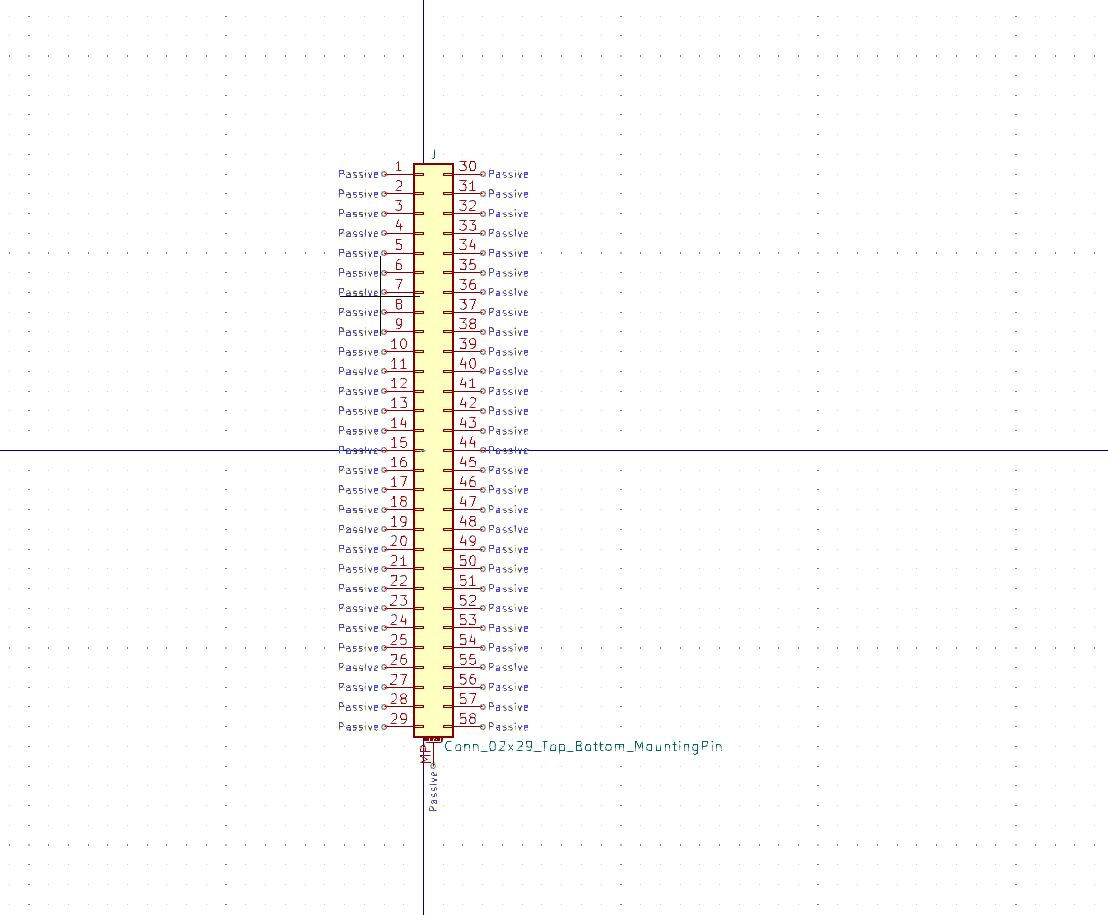 J
Passive 1 30 Passive
Passive 2 31 Passive
Passive 3 32 Passive
Passive 4 33 Passive
Passive 5 34 Passive
Passive 6 35 Passive
Passive 7 36 Passive
Passive 8 37 Passive
Passive 9 38 Passive
Passive 10 39 Passive
Passive 11 40 Passive
Passive 12 41 Passive
Passive 13 42 Passive
Passive 14 43 Passive
Passive 15 44 Passive
Passive 16 45 Passive
Passive 17 46 Passive
Passive 18 47 Passive
Passive 19 48 Passive
Passive 20 49 Passive
Passive 21 50 Passive
Passive 22 51 Passive
Passive 23 52 Passive
Passive 24 53 Passive
Passive 25 54 Passive
Passive 26 55 Passive
Passive 27 56 Passive
Passive 28 57 Passive
Passive 29 58 Passive
MP Conn_02x29_Top_Bottom_MountingPin
Passive